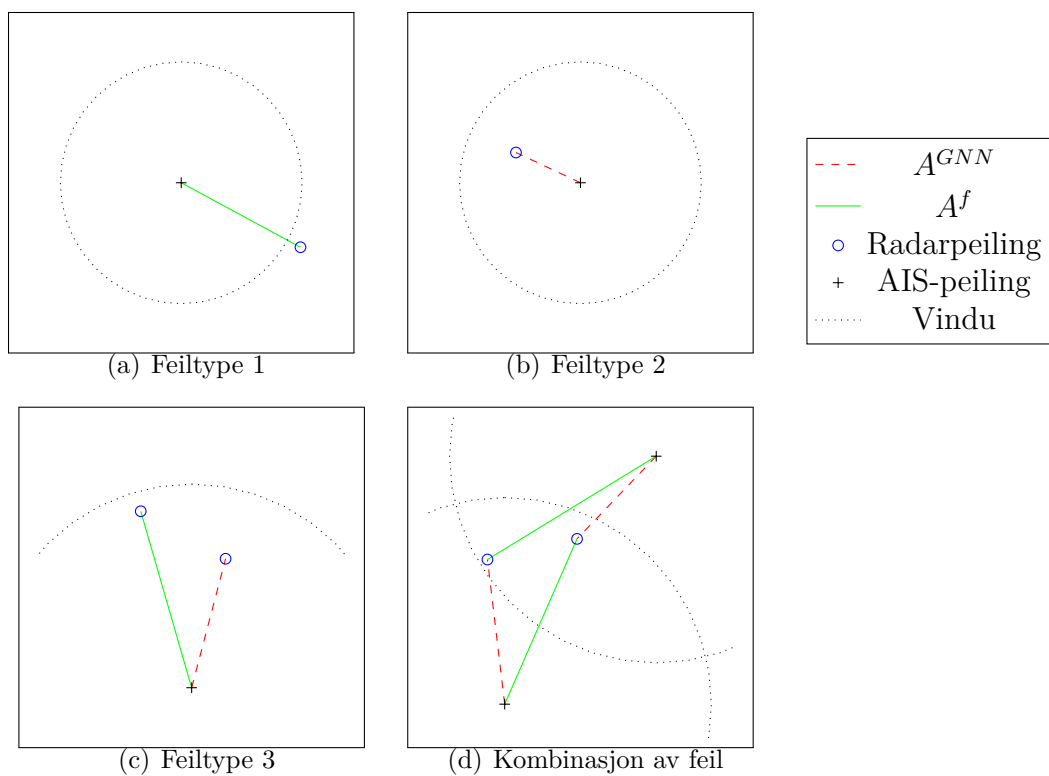 (a) Feiltype 1
(b) Feiltype 2
A^{GNN}
A^f
Radarpeiling
AIS-peiling
Vindu
(c) Feiltype 3
(d) Kombinasjon av feil